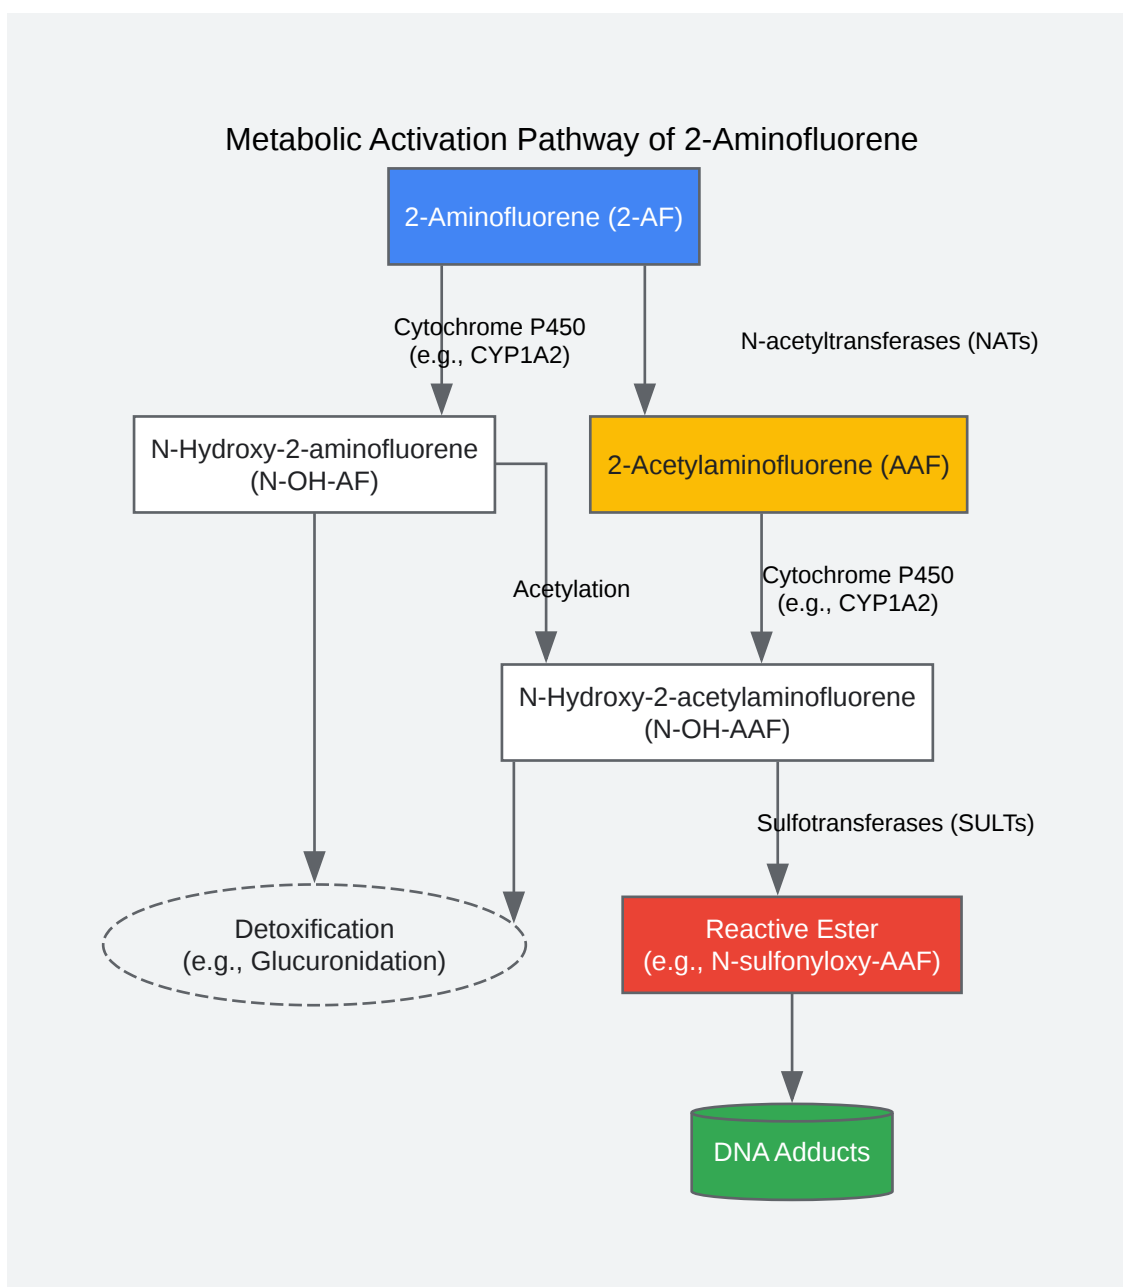 Metabolic Activation Pathway of 2-Aminofluorene
2-Aminofluorene (2-AF)
Cytochrome P450
(e.g., CYP1A2)
N-acetyltransferases (NATs)
N-Hydroxy-2-aminofluorene
(N-OH-AF)
2-Acetylaminofluorene (AAF)
Acetylation
Cytochrome P450
(e.g., CYP1A2)
N-Hydroxy-2-acetylaminofluorene
(N-OH-AAF)
Sulfotransferases (SULTs)
Detoxification
(e.g., Glucuronidation)
Reactive Ester
(e.g., N-sulfonyloxy-AAF)
DNA Adducts